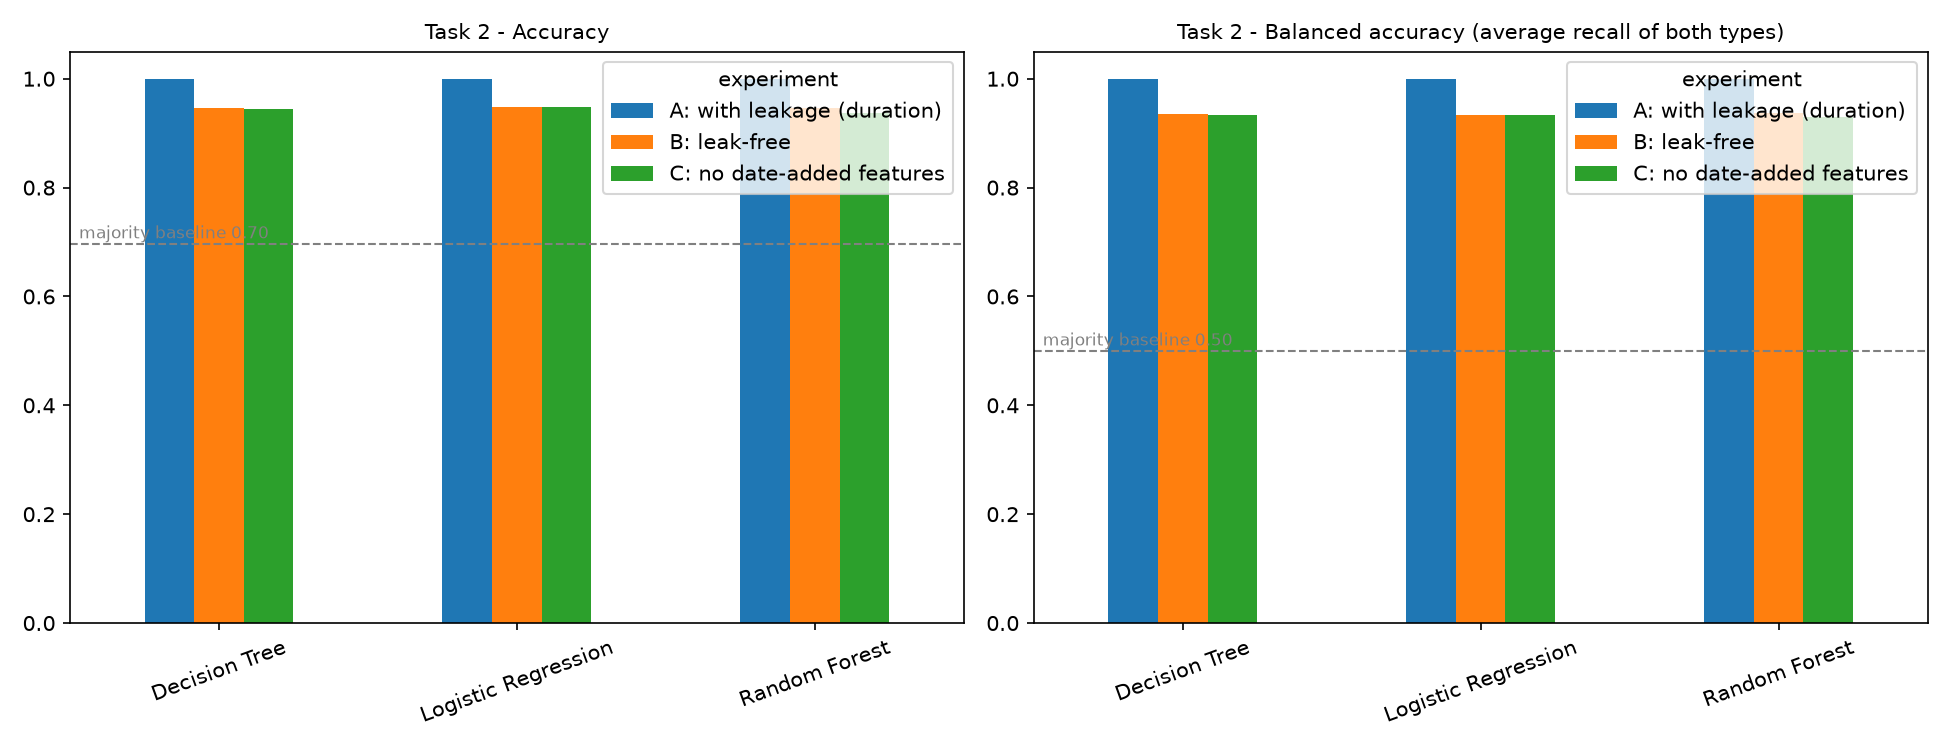 Task 2 - Accuracy
experiment
A: with leakage (duration)
B: leak-free
C: no date-added features
1.0
0.8
0.6
0.4
0.2
0.0
majority baseline 0.70
Decision Tree
Logistic Regression
Random Forest
Task 2 - Balanced accuracy (average recall of both types)
experiment
A: with leakage (duration)
B: leak-free
C: no date-added features
1.0
0.8
0.6
0.4
0.2
0.0
majority baseline 0.50
Decision Tree
Logistic Regression
Random Forest